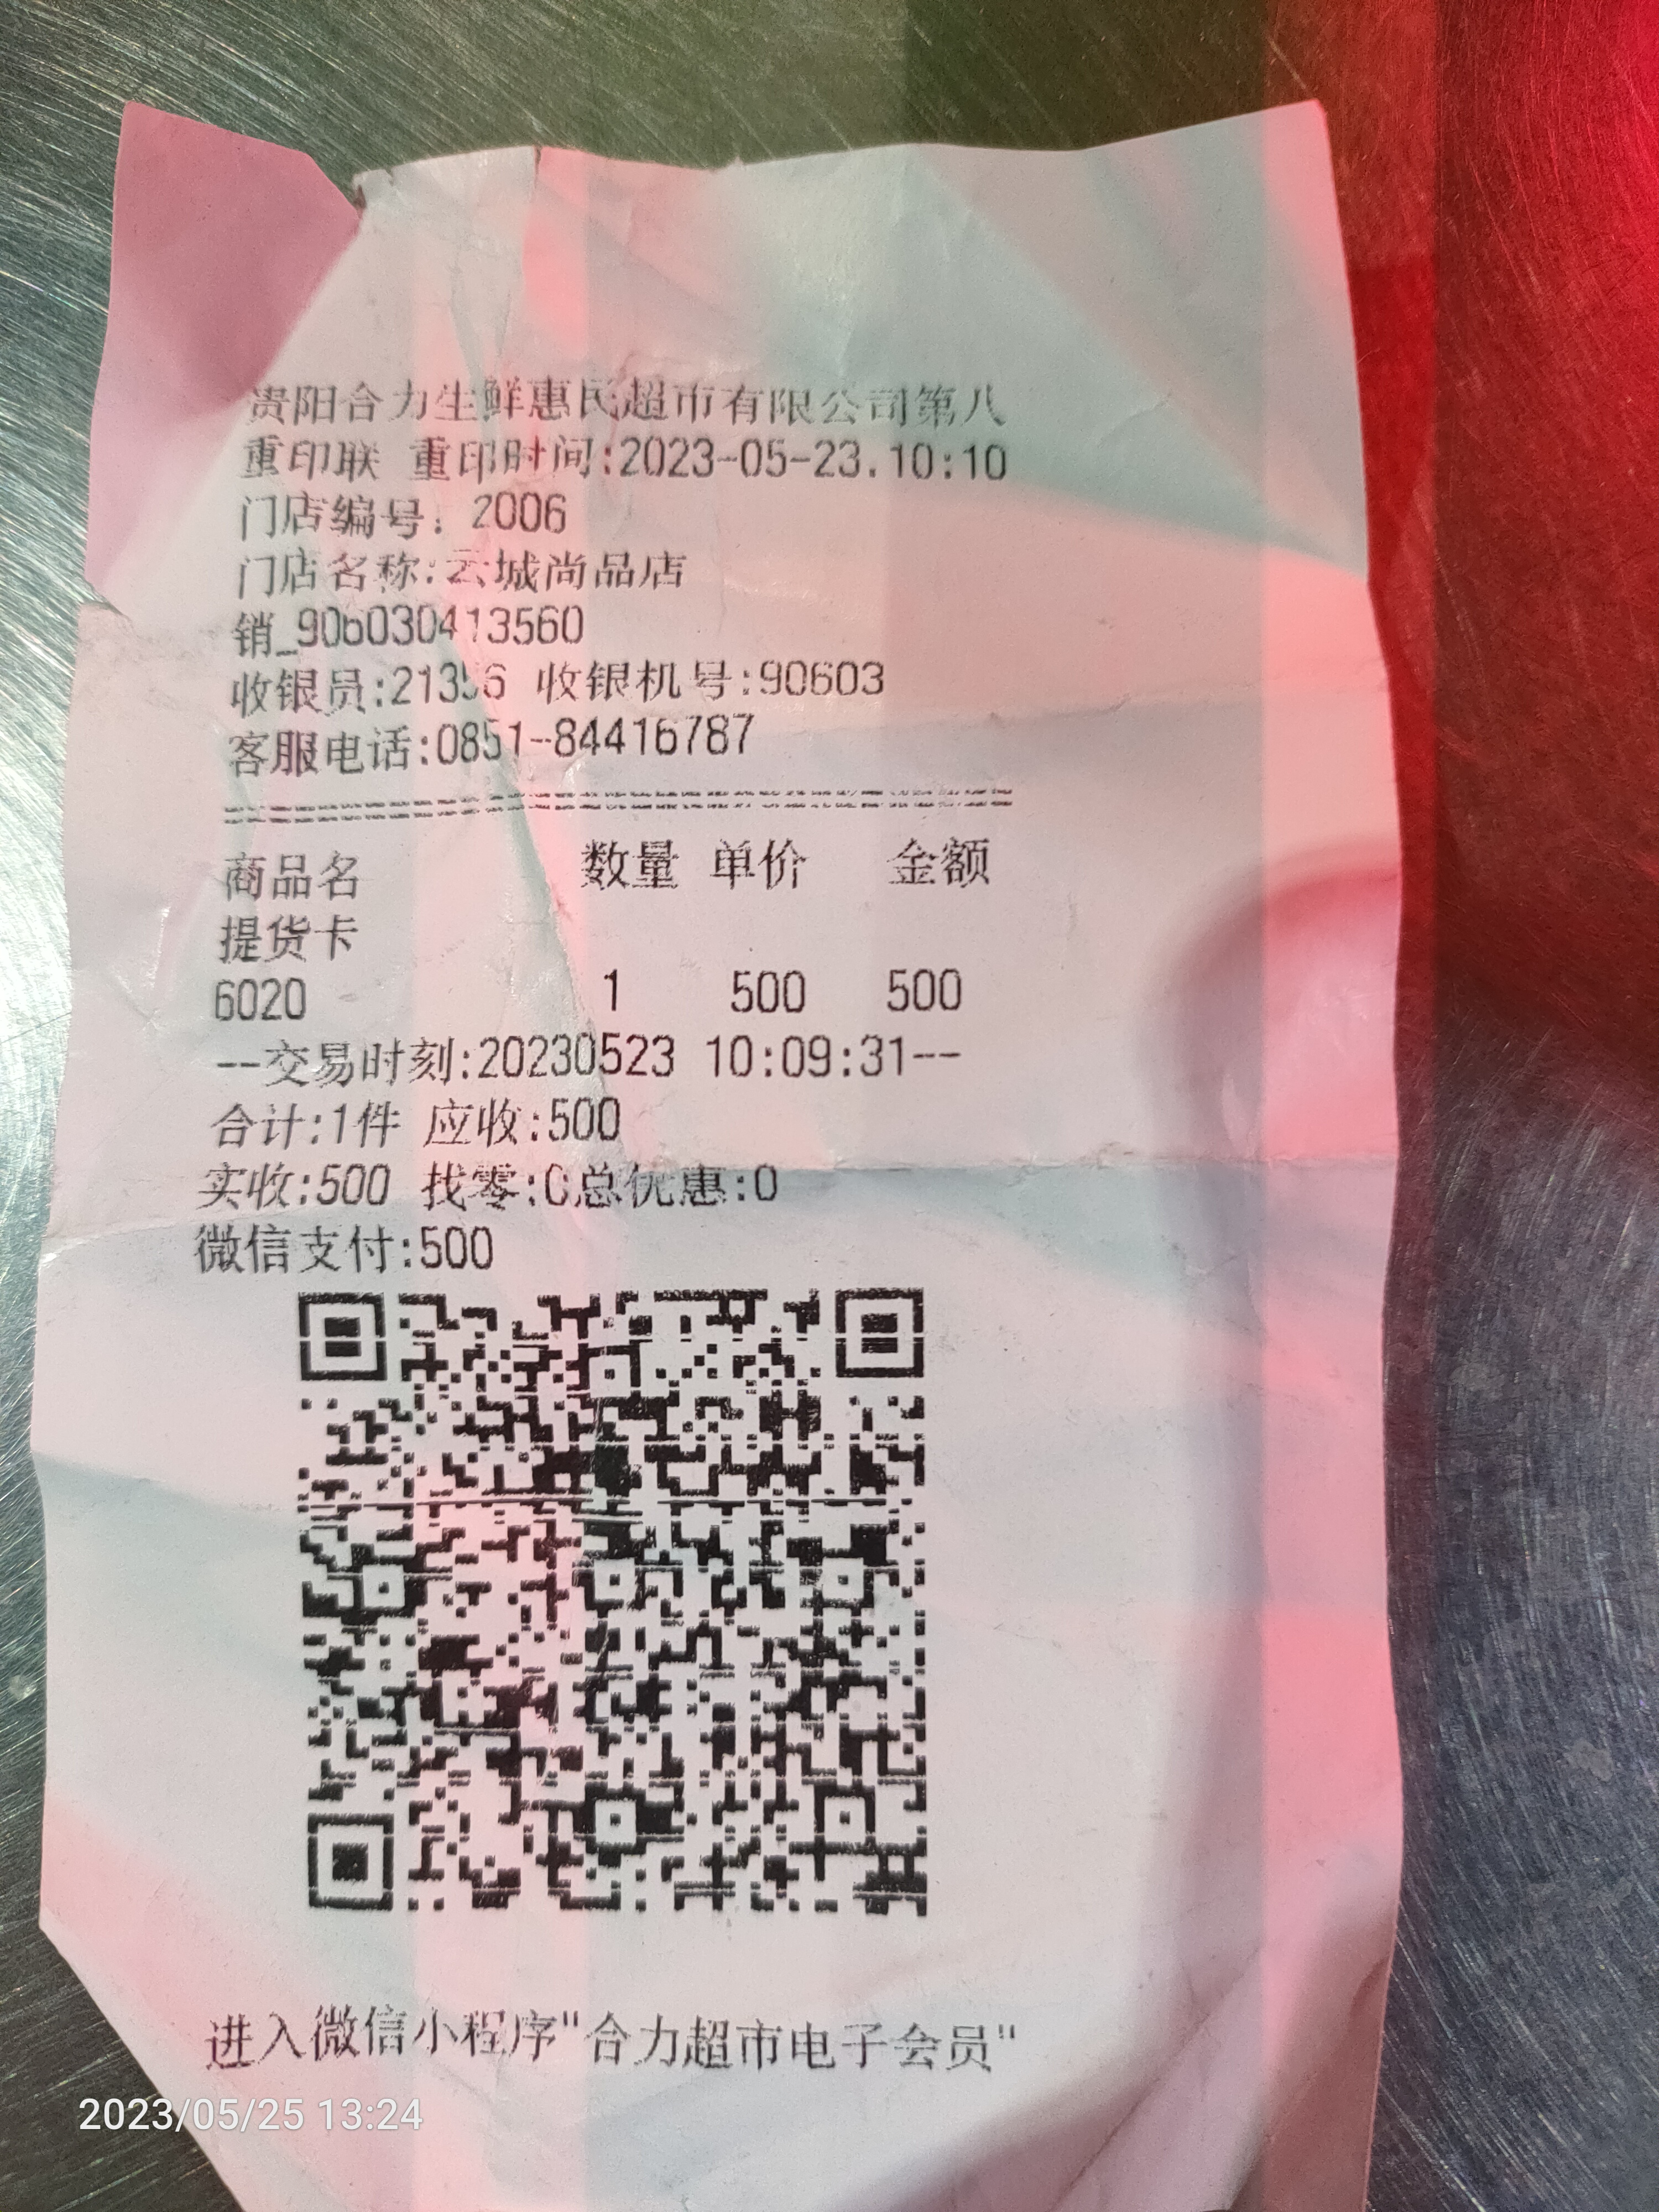 贵阳合力生鲜惠民超市有限公司第八
重印联 重印时间:2023-05-23.10:10
门店编号: 2006
门店名称:云城尚品店
销_906030413560
收银员:21356 收银机号:90603
客服电话:0851-84416787
商品名 数量 单价 金额
提货卡
6020 1 500 500
--交易时刻:20230523 10:09:31--
合计:1件 应收:500
实收:500 找零:0总优惠:0
微信支付:500
进入微信小程序"合力超市电子会员"
2023/05/25 13:24